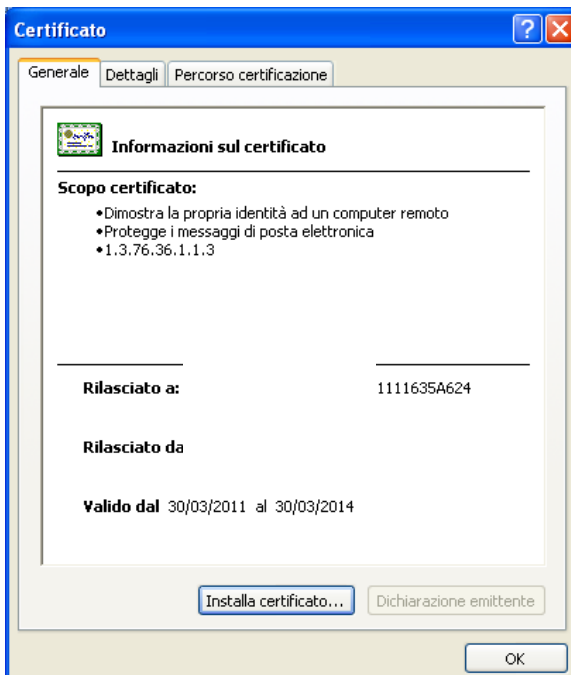 Certificato
Generale Dettagli Percorso certificazione
Informazioni sul certificato
Scopo certificato:
•Dimostra la propria identità ad un computer remoto
•Protegge i messaggi di posta elettronica
•1.3.76.36.1.1.3
Rilasciato a: 1111635A624
Rilasciato da
Valido dal 30/03/2011 al 30/03/2014
Installa certificato... Dichiarazione emittente
OK